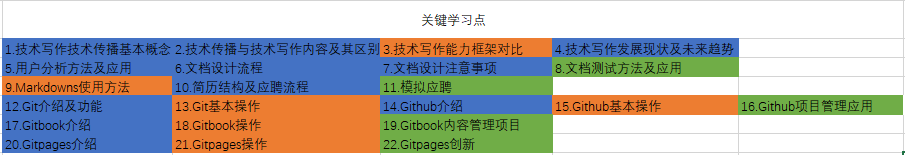 关键学习点
1.技术写作技术传播基本概念 2.技术传播与技术写作内容及其区别 3.技术写作能力框架对比 4.技术写作发展现状及未来趋势
5.用户分析方法及应用 6.文档设计流程 7.文档设计注意事项 8.文档测试方法及应用
9.Markdowns使用方法 10.简历结构及应聘流程 11.模拟应聘
12.Git介绍及功能 13.Git基本操作 14.Github介绍 15.Github基本操作 16.Github项目管理应用
17.Gitbook介绍 18.Gitbook操作 19.Gitbook内容管理项目
20.Gitpages介绍 21.Gitpages操作 22.Gitpages创新